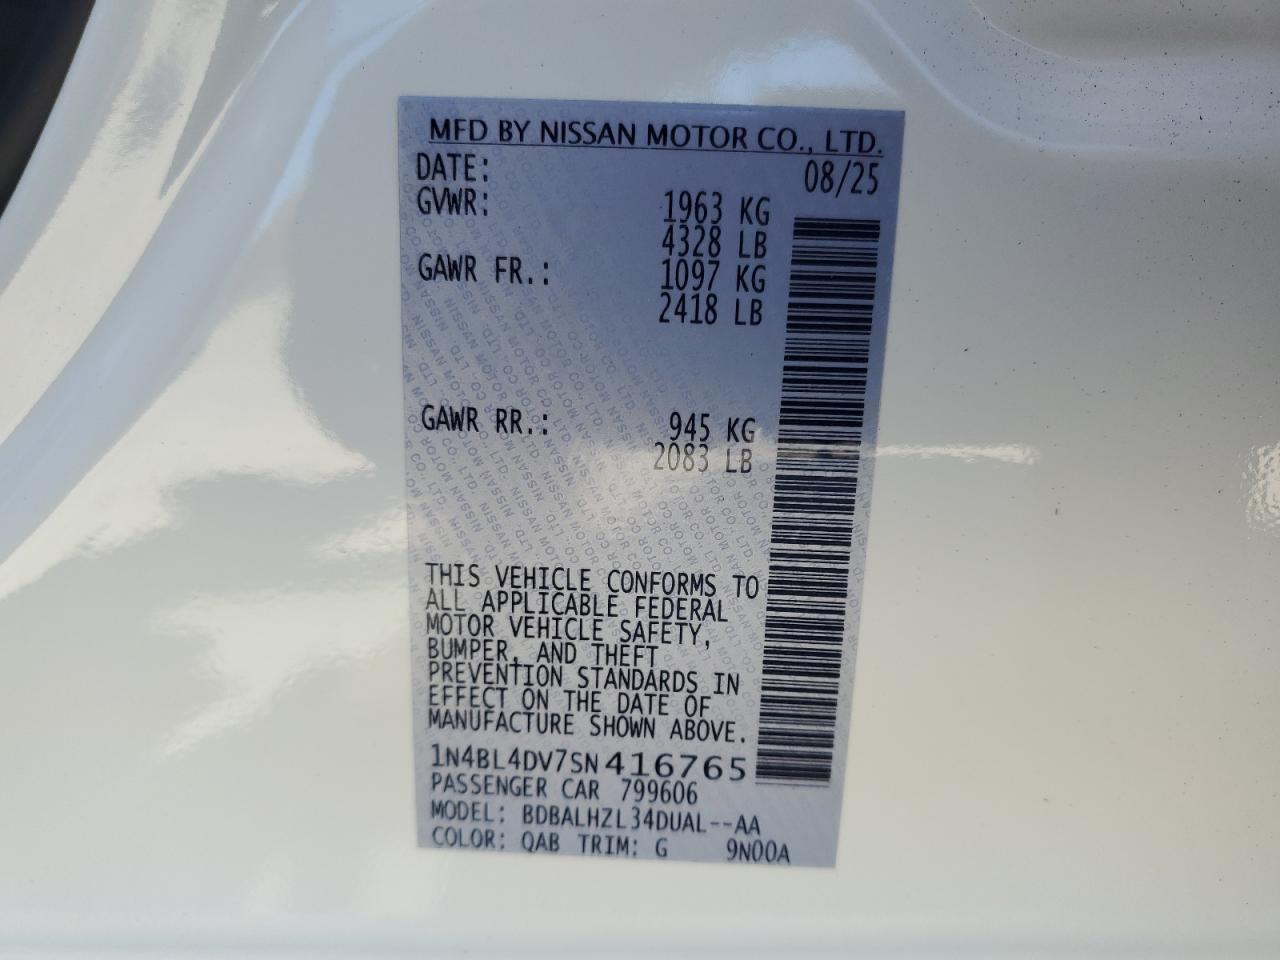 MFD BY NISSAN MOTOR CO., LTD.
DATE: 08/25
GVWR: 1963 KG
4328 LB
GAWR FR.: 1097 KG
2418 LB
GAWR RR.: 945 KG
2083 LB
THIS VEHICLE CONFORMS TO
ALL APPLICABLE FEDERAL
MOTOR VEHICLE SAFETY,
BUMPER, AND THEFT
PREVENTION STANDARDS IN
EFFECT ON THE DATE OF
MANUFACTURE SHOWN ABOVE.
1N4BL4DV7SN416765
PASSENGER CAR 799606
MODEL: BDBALHZL34DUAL--AA
COLOR: QAB TRIM: G 9N00A